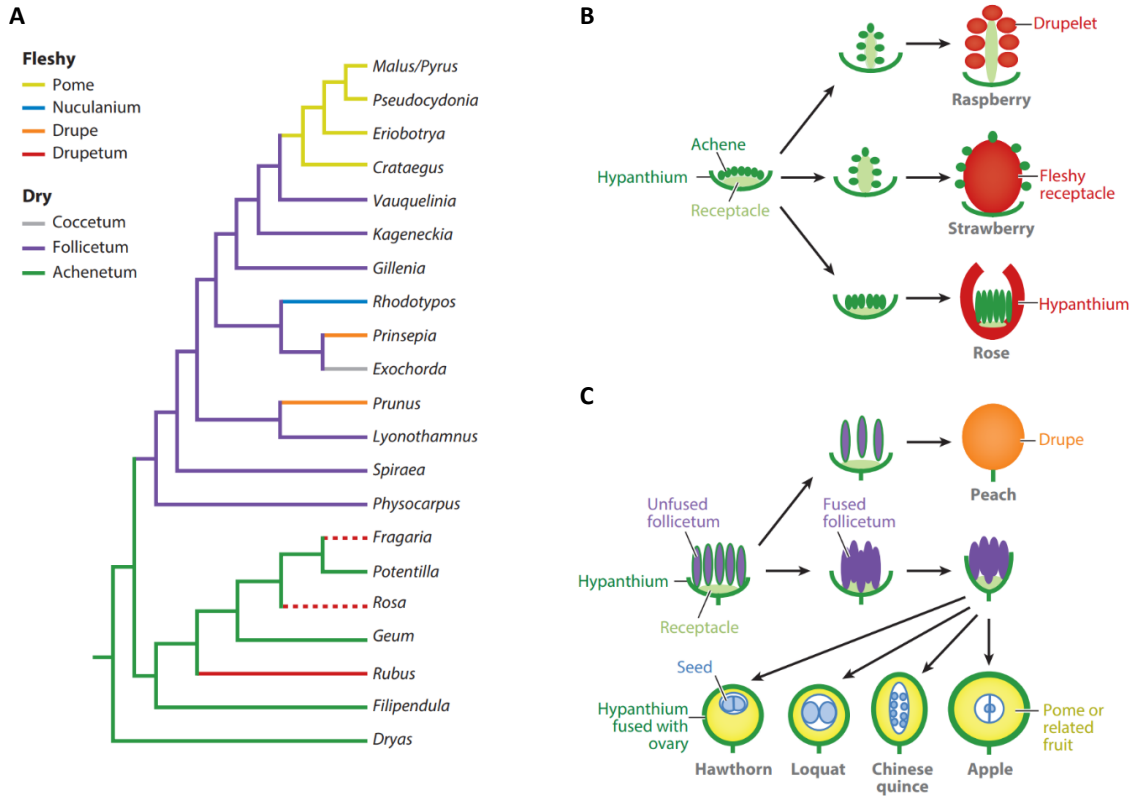 A
Fleshy
Pome
Nuculanium
Drupe
Drupetum
Dry
Coccetum
Follicetum
Achenetum
Malus/Pyrus
Pseudocydonia
Eriobotrya
Crataegus
Vauquelinia
Kageneckia
Gillenia
Rhodotypos
Prinsepia
Exochorda
Prunus
Lyonothamnus
Spiraea
Physocarpus
Fragaria
Potentilla
Rosa
Geum
Rubus
Filipendula
Dryas
B
Drupelet
Raspberry
Achene
Hypanthium
Receptacle
Fleshy
receptacle
Strawberry
Hypanthium
Rose
C
Drupe
Peach
Unfused
follicetum
Fused
follicetum
Hypanthium
Receptacle
Seed
Hypanthium
fused with
ovary
Pome or
related
fruit
Hawthorn
Loquat
Chinese
quince
Apple